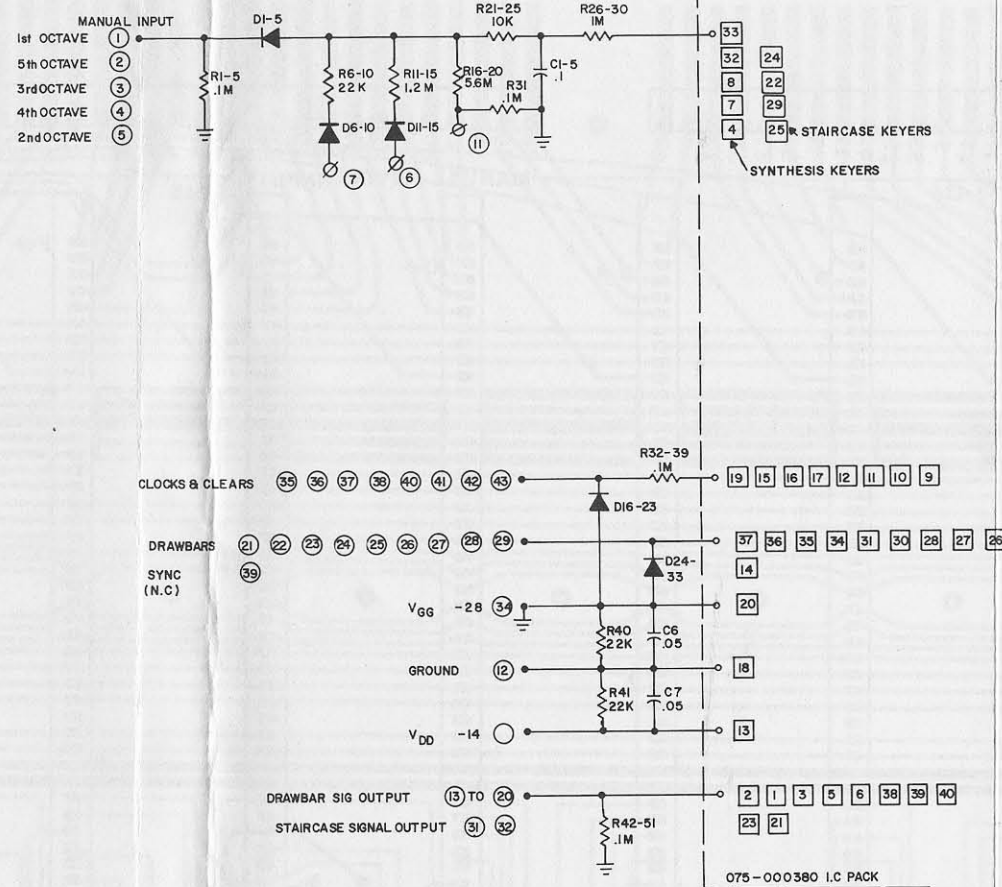 MANUAL INPUT
1st OCTAVE 1
5th OCTAVE 2
3rd OCTAVE 3
4th OCTAVE 4
2nd OCTAVE 5
D1-5
R1-5
.1M
R6-10
22K
D6-10
7
R11-15
1.2M
D11-15
6
R16-20
5.6M
R31
.1M
11
R21-25
10K
C1-5
.1
R26-30
1M
33
32 24
8 22
7 29
4 25 STAIRCASE KEYERS
SYNTHESIS KEYERS
CLOCKS & CLEARS 35 36 37 38 40 41 42 43
R32-39
.1M
19 15 16 17 12 11 10 9
D16-23
DRAWBARS 21 22 23 24 25 26 27 28 29
37 36 35 34 31 30 28 27 26
SYNC 39
(N.C)
14
D24-
33
VGG -28 34
20
R40
22K
C6
.05
GROUND 12
18
R41
22K
C7
.05
VDD -14
13
DRAWBAR SIG OUTPUT 13 TO 20
2 1 3 5 6 38 39 40
STAIRCASE SIGNAL OUTPUT 31 32
23 21
R42-51
.1M
075-000380 I.C PACK